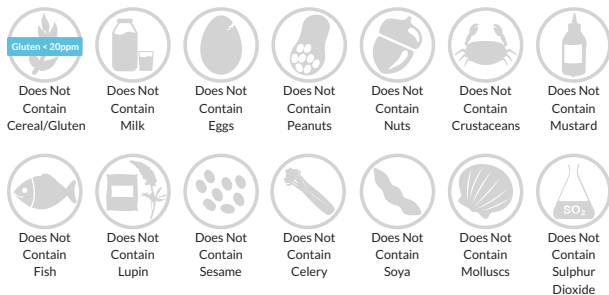 Gluten < 20ppm
Does Not Contain Cereal/Gluten
Does Not Contain Milk
Does Not Contain Eggs
Does Not Contain Peanuts
Does Not Contain Nuts
Does Not Contain Crustaceans
Does Not Contain Mustard
SO₂
Does Not Contain Fish
Does Not Contain Lupin
Does Not Contain Sesame
Does Not Contain Celery
Does Not Contain Soya
Does Not Contain Molluscs
Does Not Contain Sulphur Dioxide